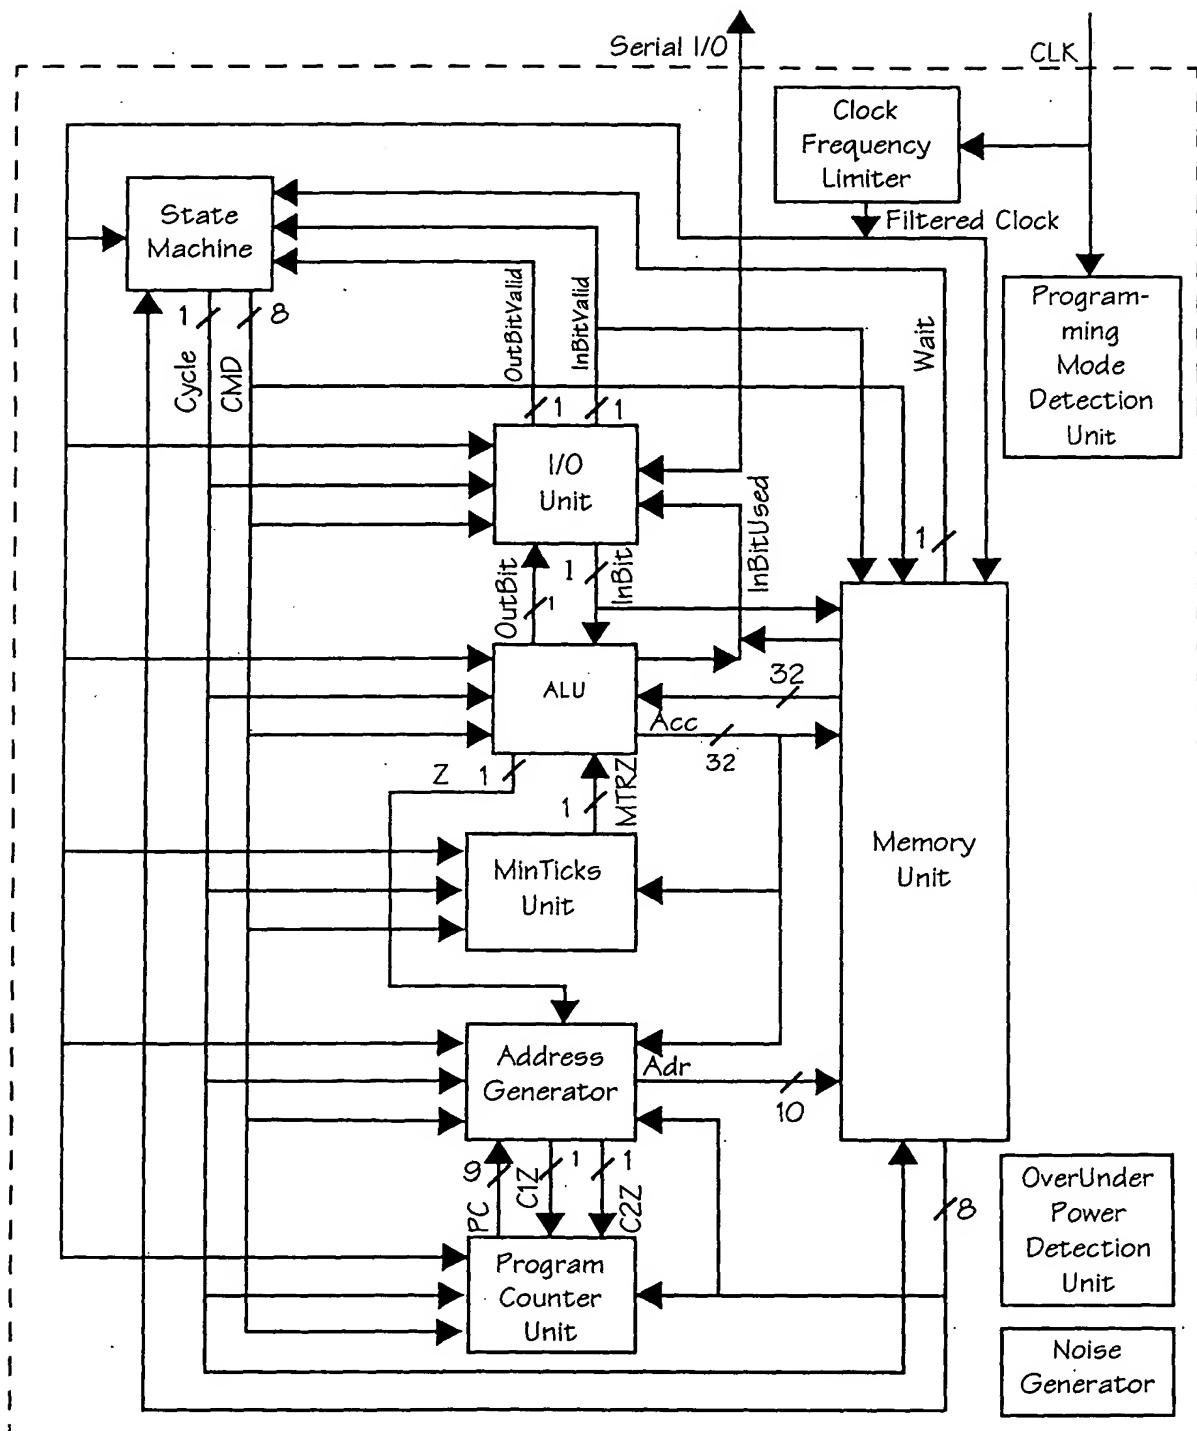 Serial I/O
CLK
Clock
Frequency
Limiter
Filtered Clock
State
Machine
Program-
ming
Mode
Detection
Unit
1
8
Cycle
CMD
OutBitValid
InBitValid
Wait
1
1
1
I/O
Unit
InBitUsed
OutBit
1
1
InBit
ALU
32
Acc
32
Z
1
1
MTRZ
MinTicks
Unit
Memory
Unit
Address
Generator
Adr
10
9
PC
C1Z
1
1
C2Z
8
Program
Counter
Unit
OverUnder
Power
Detection
Unit
Noise
Generator